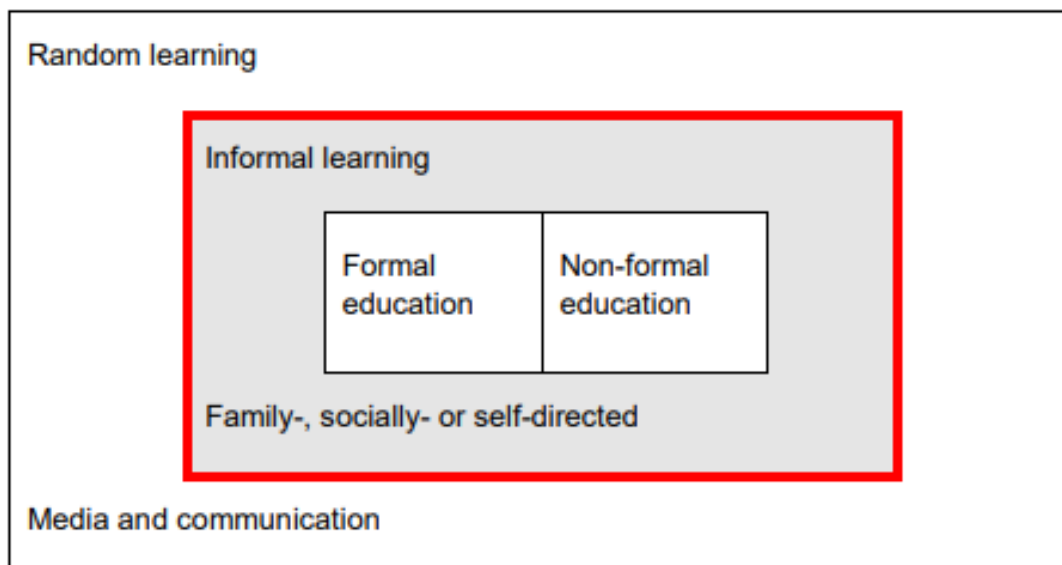 Random learning
Informal learning
Formal
education
Non-formal
education
Family-, socially- or self-directed
Media and communication